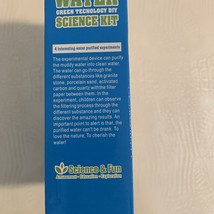 WATER
GREEN TECNOLOGY DIY
SCIENCE KIT
6 interesting water purified experiments
The experimental device can purify
the muddy water into clean water.
The water can go through the
different substances like granite
stone, porcelain sand, activated
carbon and quartz withthe filter
paper between them. In the
experiment, children can observe
the filtering process through the
different substance and they can
discover the amazing results. An
important point to alert is that, the
purified water can't be drank.
To love the nature. To cherish the
water!
Science & Fun